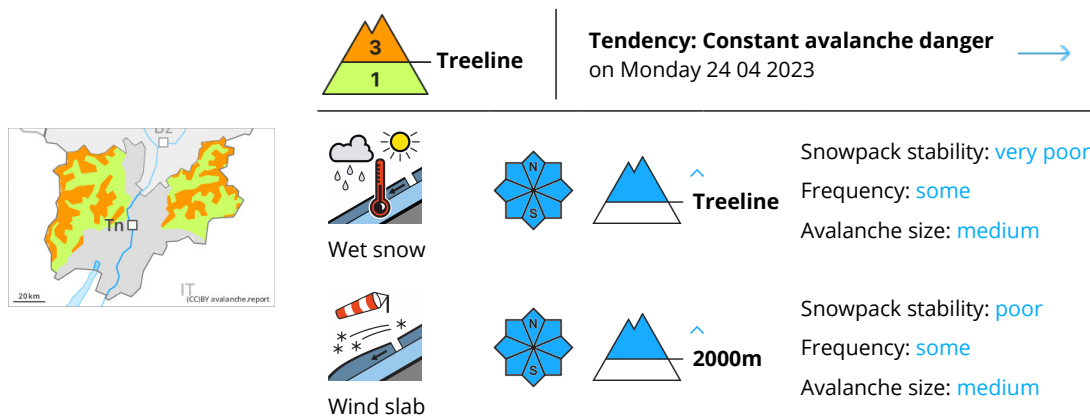 3
1
Treeline
Tendency: Constant avalanche danger
on Monday 24 04 2023
Tn
20 km
IT
(CC)BY avalanche.report
Wet snow
N
S
Treeline
Snowpack stability: very poor
Frequency: some
Avalanche size: medium
Wind slab
N
S
2000m
Snowpack stability: poor
Frequency: some
Avalanche size: medium